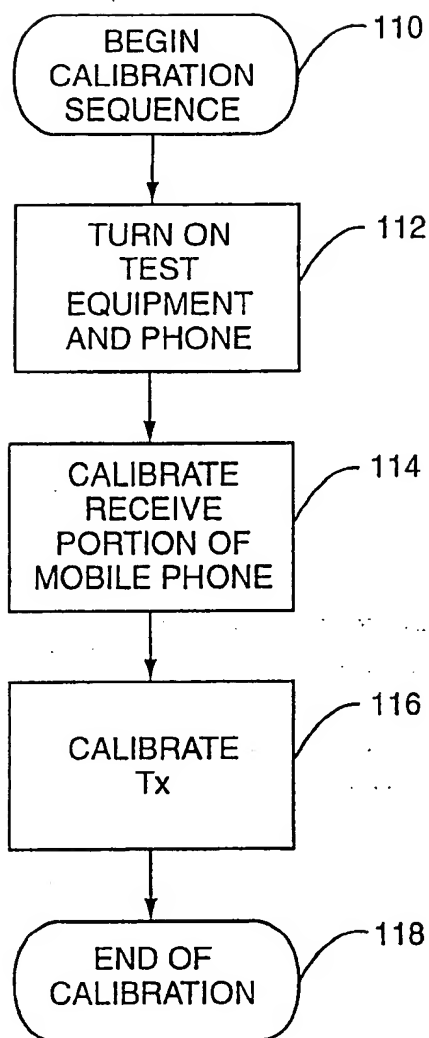 BEGIN
CALIBRATION
SEQUENCE
110
TURN ON
TEST
EQUIPMENT
AND PHONE
112
CALIBRATE
RECEIVE
PORTION OF
MOBILE PHONE
114
CALIBRATE
Tx
116
END OF
CALIBRATION
118